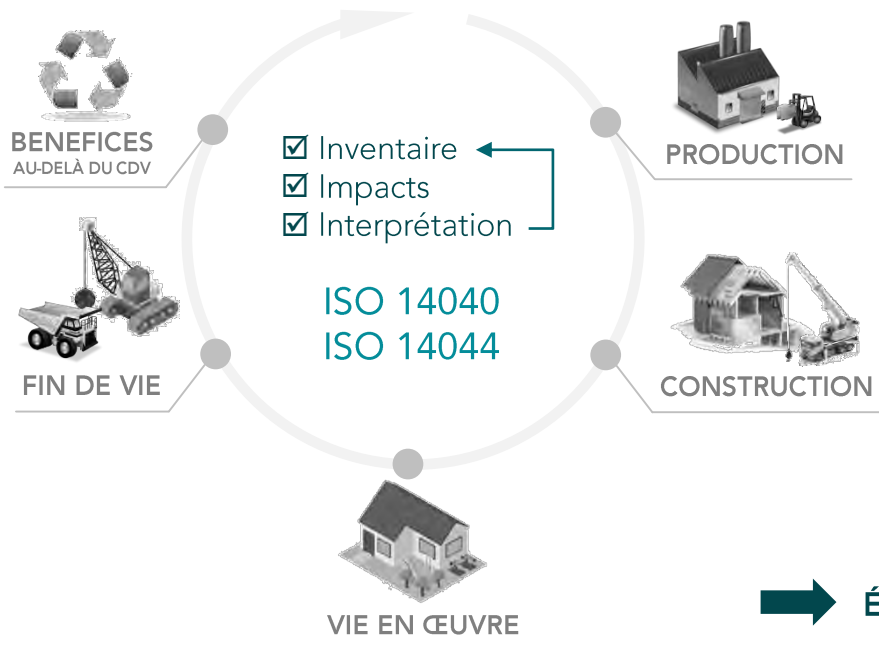 BENEFICES
AU-DELÀ DU CDV
PRODUCTION
Inventaire
Impacts
Interprétation
ISO 14040
ISO 14044
FIN DE VIE
CONSTRUCTION
VIE EN ŒUVRE